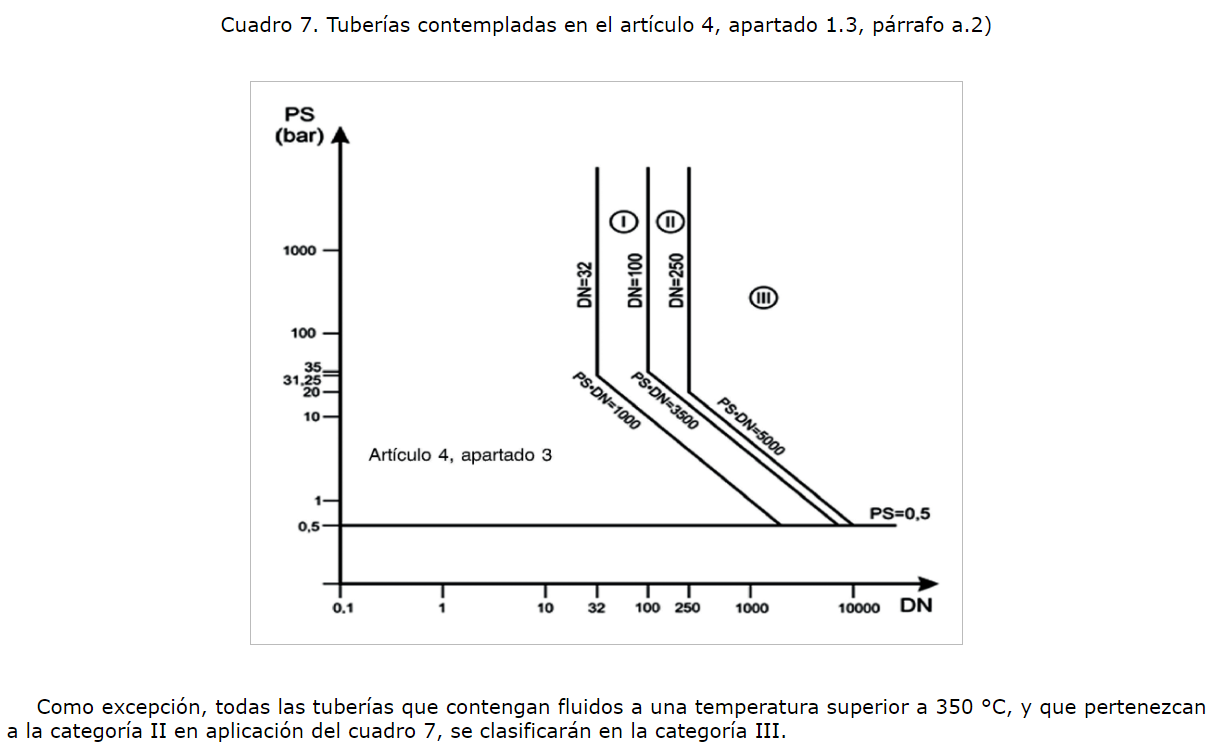 Cuadro 7. Tuberías contempladas en el artículo 4, apartado 1.3, párrafo a.2)
PS
(bar)
I
II
DN=32
DN=100
DN=250
III
1000
100
35
31,25
20
10
PS•DN=1000
PS•DN=3500
PS•DN=5000
Artículo 4, apartado 3
1
0,5
PS=0,5
0.1
1
10
32
100
250
1000
10000
DN
Como excepción, todas las tuberías que contengan fluidos a una temperatura superior a 350 °C, y que pertenezcan
a la categoría II en aplicación del cuadro 7, se clasificarán en la categoría III.